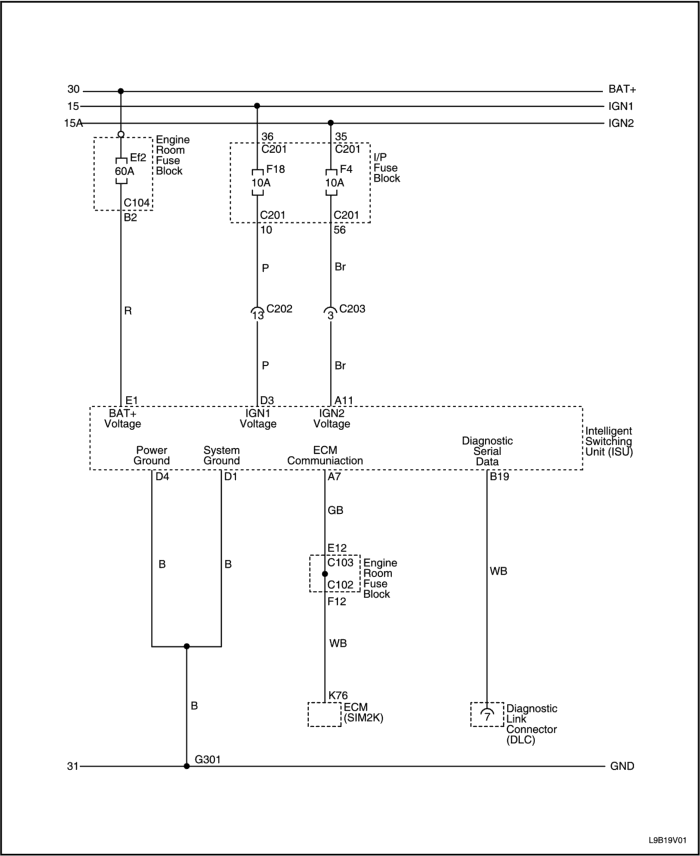 30 BAT+
15 IGN1
15A IGN2
Engine
Room
Fuse
Block
Ef2
60A
C104
B2
36
C201
F18
10A
C201
10
35
C201
F4
10A
C201
56
I/P
Fuse
Block
R
P
Br
C202
13
C203
3
P
Br
E1
D3
A11
BAT+
Voltage
IGN1
Voltage
IGN2
Voltage
Intelligent
Switching
Unit (ISU)
Power
Ground
System
Ground
ECM
Communiaction
Diagnostic
Serial
Data
D4
D1
A7
B19
GB
B
B
WB
E12
C103
C102
F12
Engine
Room
Fuse
Block
WB
K76
ECM
(SIM2K)
B
7
Diagnostic
Link
Connector
(DLC)
G301
31 GND
L9B19V01